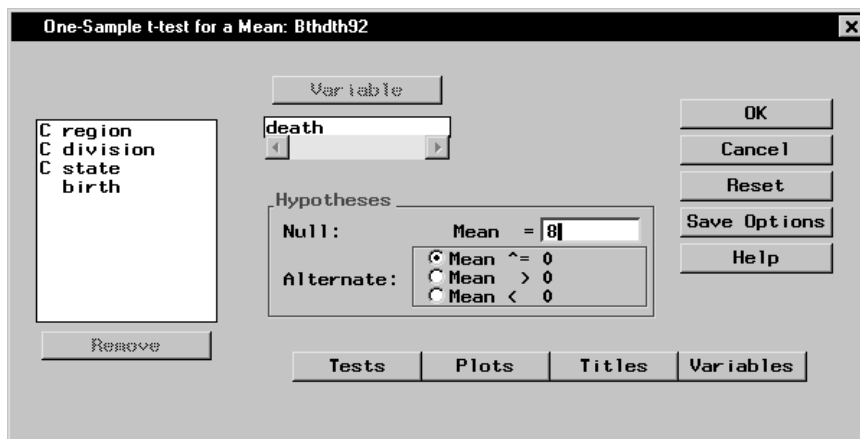 One-Sample t-test for a Mean: Bthdth92
Variable
C region
C division
C state
birth
Remove
death
Hypotheses
Null: Mean = 8
Alternate:
Mean ^= 0
Mean > 0
Mean < 0
OK
Cancel
Reset
Save Options
Help
Tests
Plots
Titles
Variables